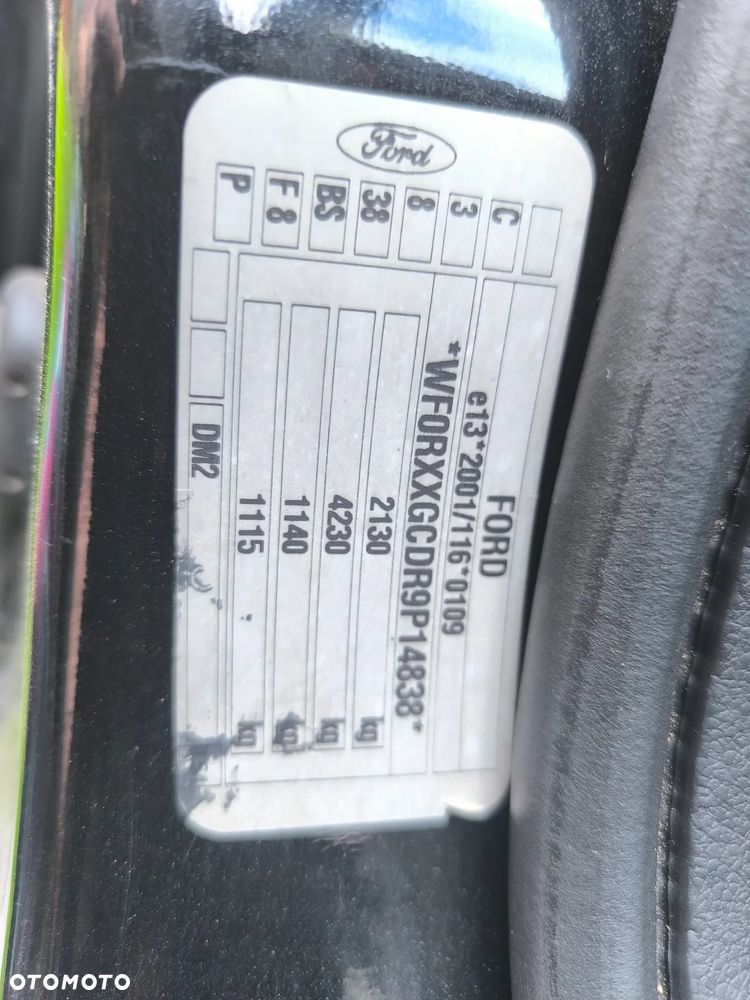 Ford
FORD
e13*2001/116*0109
*WF0RXXGCDR9P14838*
2130 kg
4230 kg
1140 kg
1115 kg
DM2
C
3
8
38
BS
F 8
P
OTOMOTO